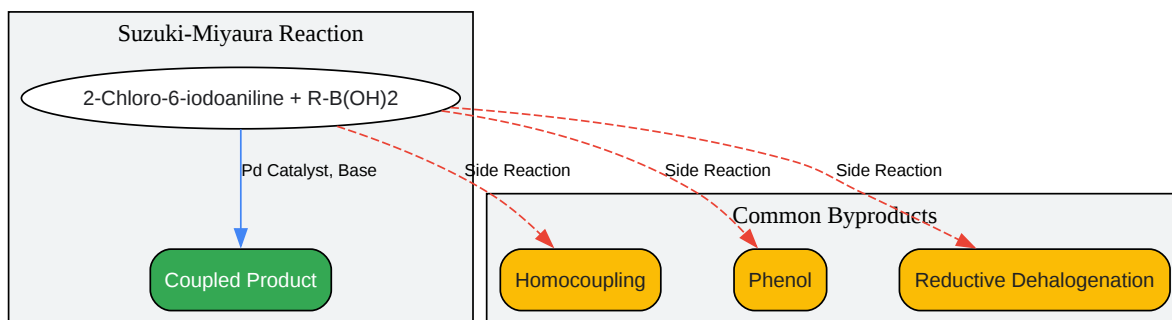 Suzuki-Miyaura Reaction
2-Chloro-6-iodoaniline + R-B(OH)2
Pd Catalyst, Base
Side Reaction
Side Reaction
Side Reaction
Common Byproducts
Coupled Product
Homocoupling
Phenol
Reductive Dehalogenation